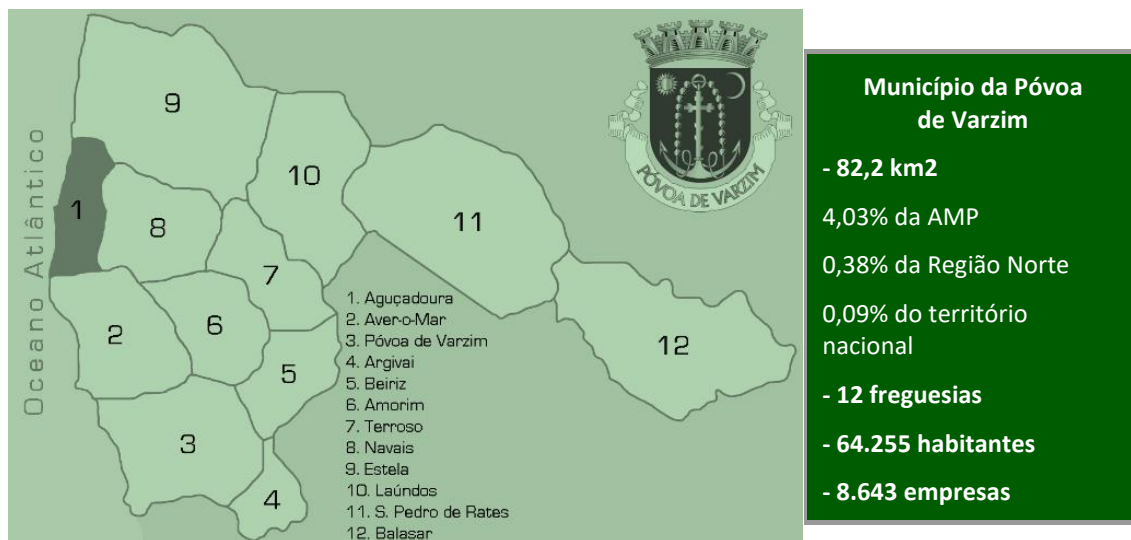 Oceano Atlântico
9
10
1
8
11
7
2
6
12
5
3
4
1. Aguçadoura
2. Aver-o-Mar
3. Póvoa de Varzim
4. Argivai
5. Beiriz
6. Amorim
7. Terroso
8. Navais
9. Estela
10. Laúndos
11. S. Pedro de Rates
12. Balasar
PÓVOA DE VARZIM
Município da Póvoa
de Varzim
- 82,2 km2
4,03% da AMP
0,38% da Região Norte
0,09% do território
nacional
- 12 freguesias
- 64.255 habitantes
- 8.643 empresas